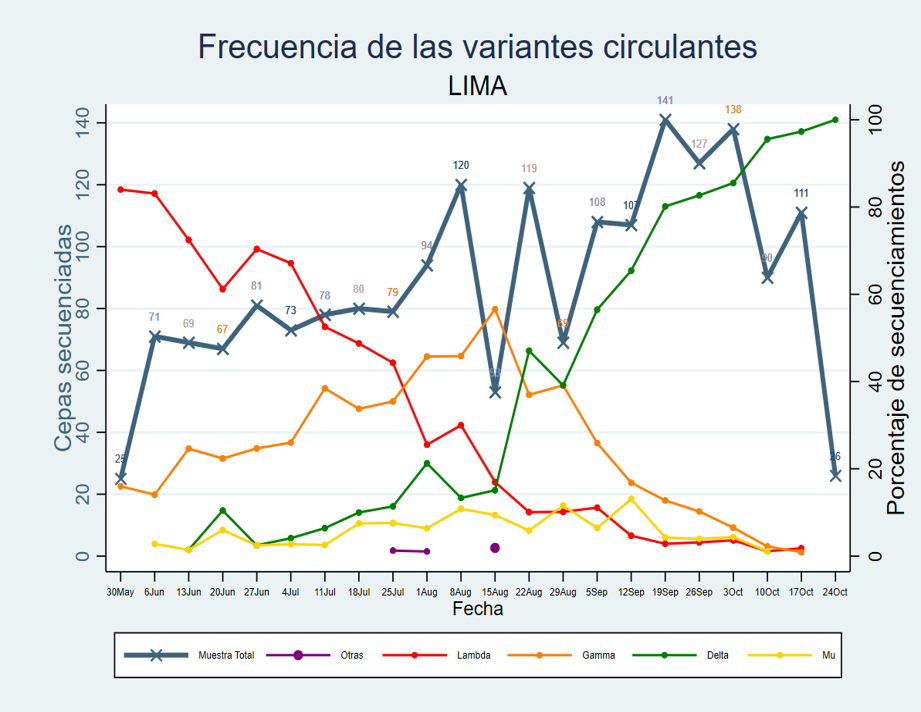 Frecuencia de las variantes circulantes
LIMA
Cepas secuenciadas
0 20 40 60 80 100 120 140
Porcentaje de secuenciamientos
0 20 40 60 80 100
25 71 69 67 81 73 78 80 79 94 120 119 69 108 107 141 127 138 90 111 26
30May 6Jun 13Jun 20Jun 27Jun 4Jul 11Jul 18Jul 25Jul 1Aug 8Aug 15Aug 22Aug 29Aug 5Sep 12Sep 19Sep 26Sep 3Oct 10Oct 17Oct 24Oct
Fecha
Muestra Total Otras Lambda Gamma Delta Mu